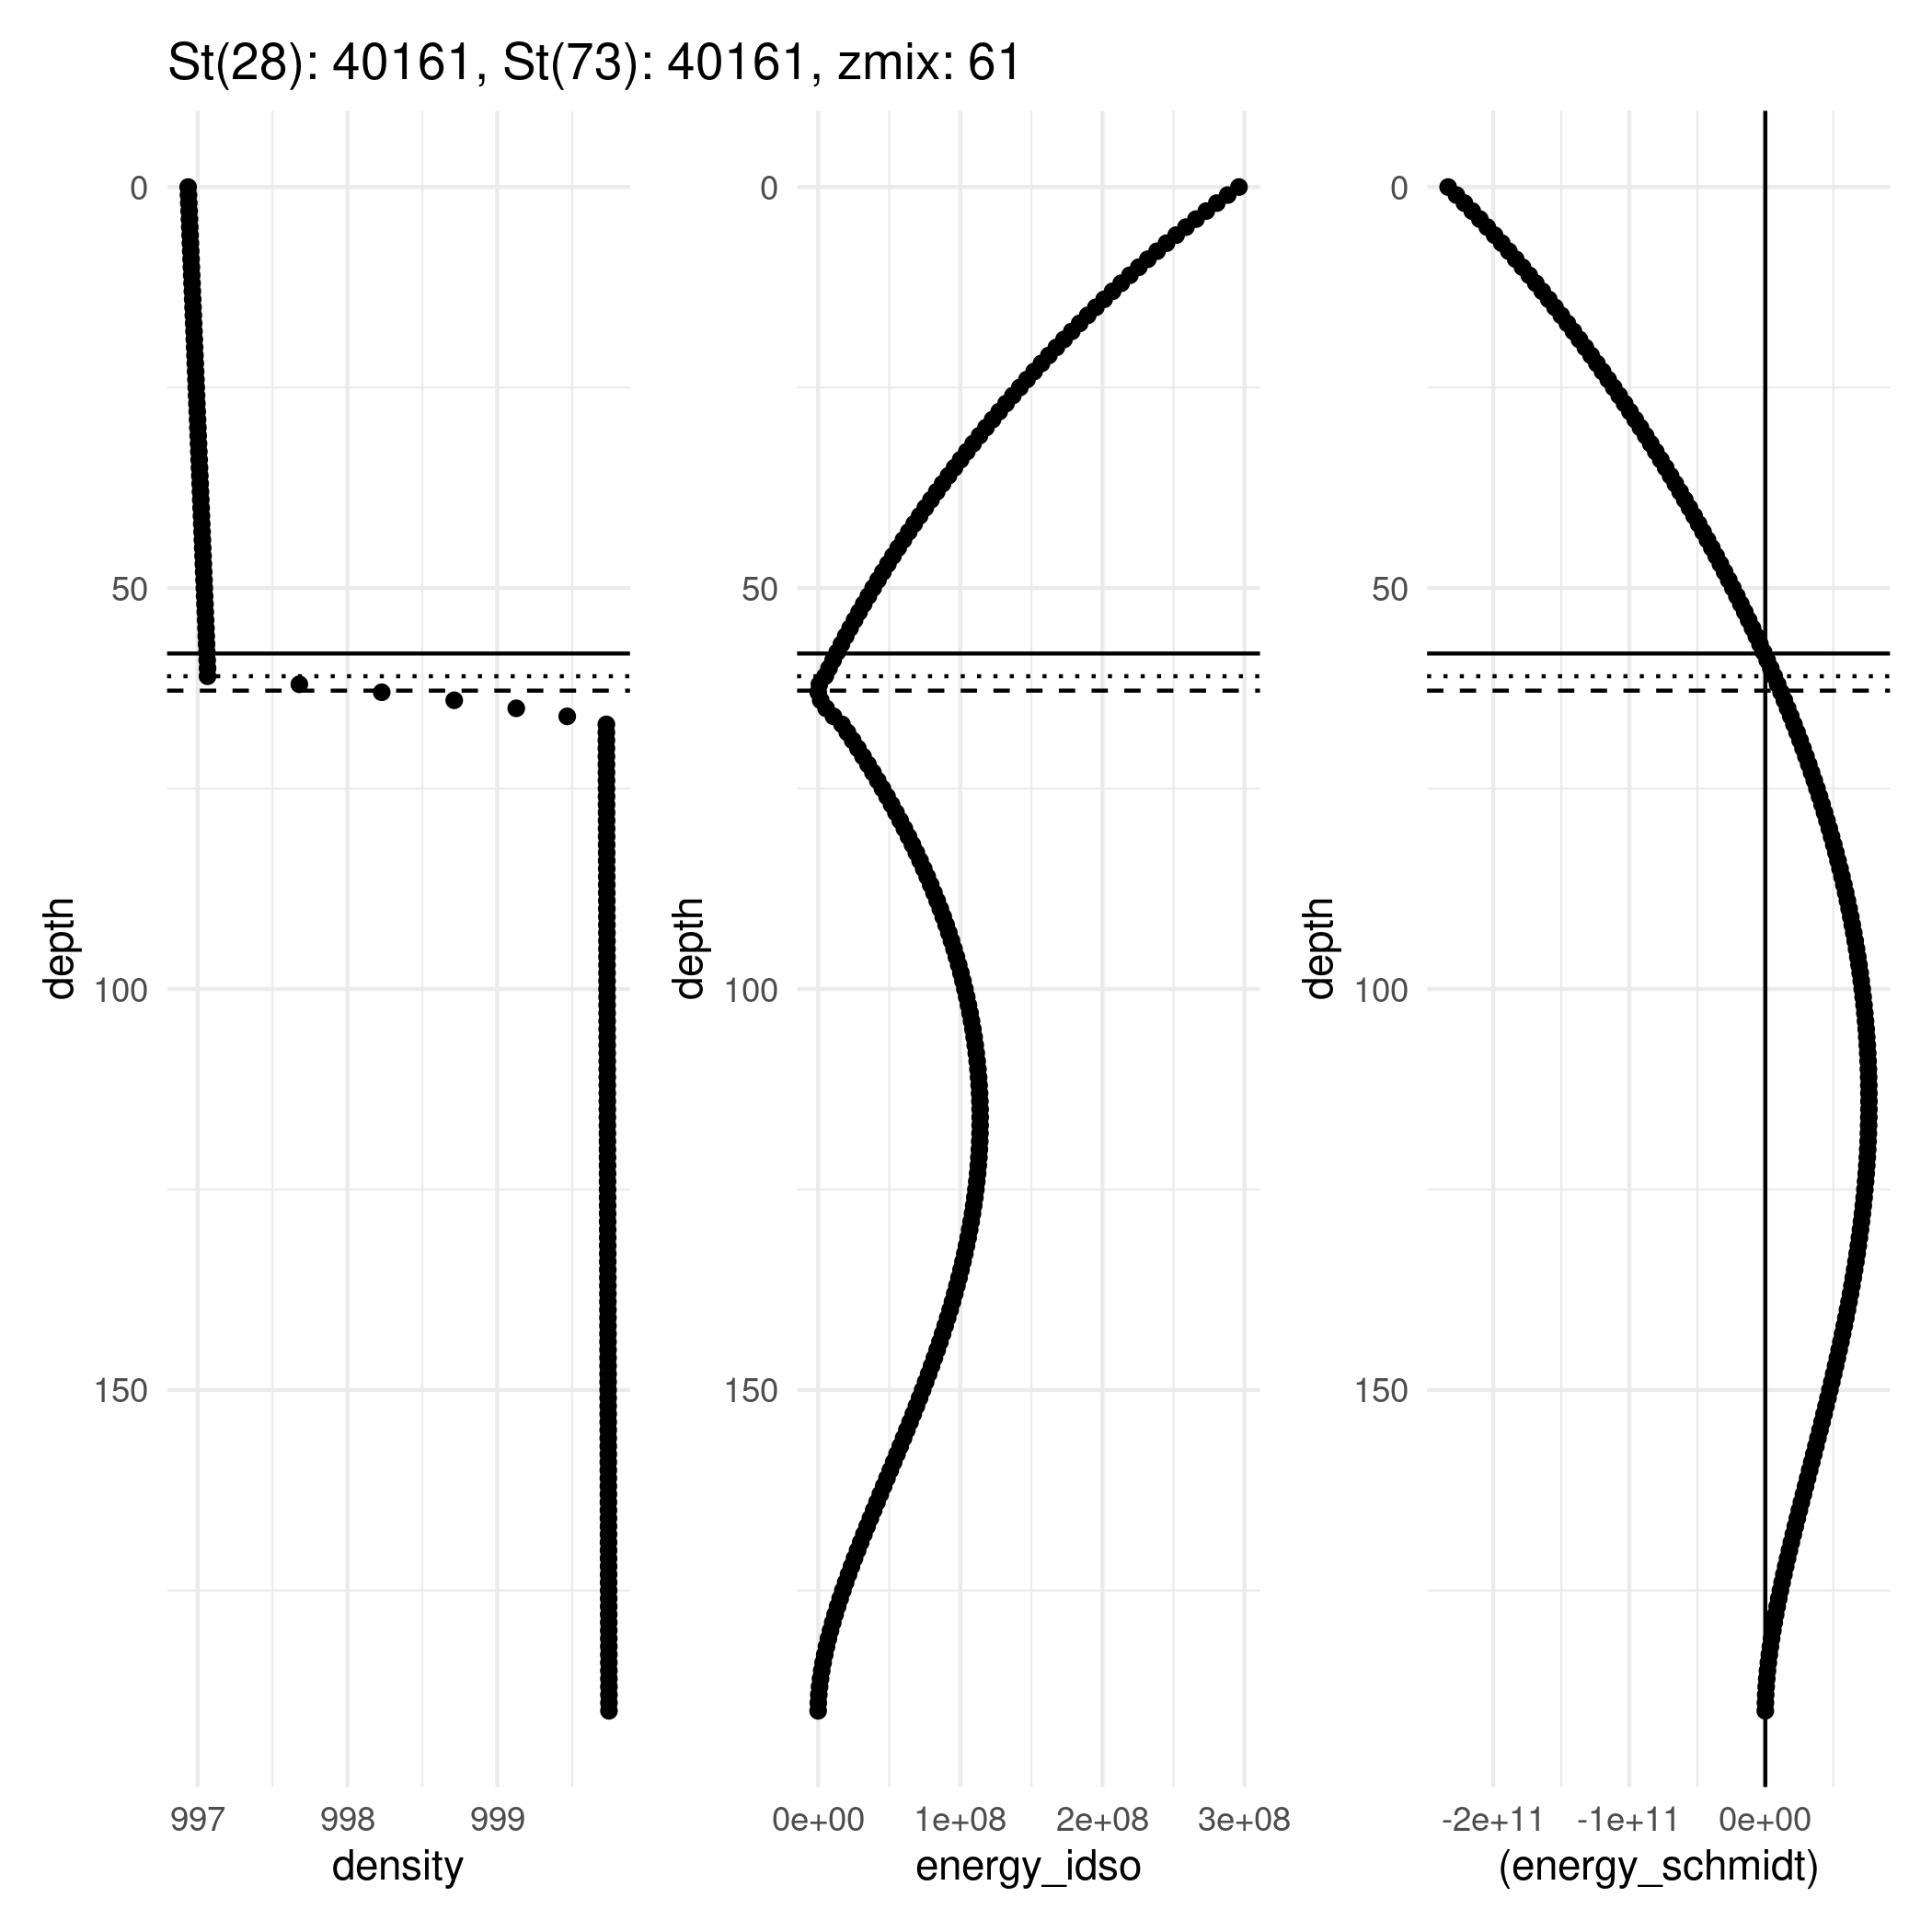 St(28): 40161, St(73): 40161, zmix: 61
depth
0
50
100
150
997
998
999
density
depth
0
50
100
150
0e+00
1e+08
2e+08
3e+08
energy_idso
depth
0
50
100
150
-2e+11
-1e+11
0e+00
(energy_schmidt)